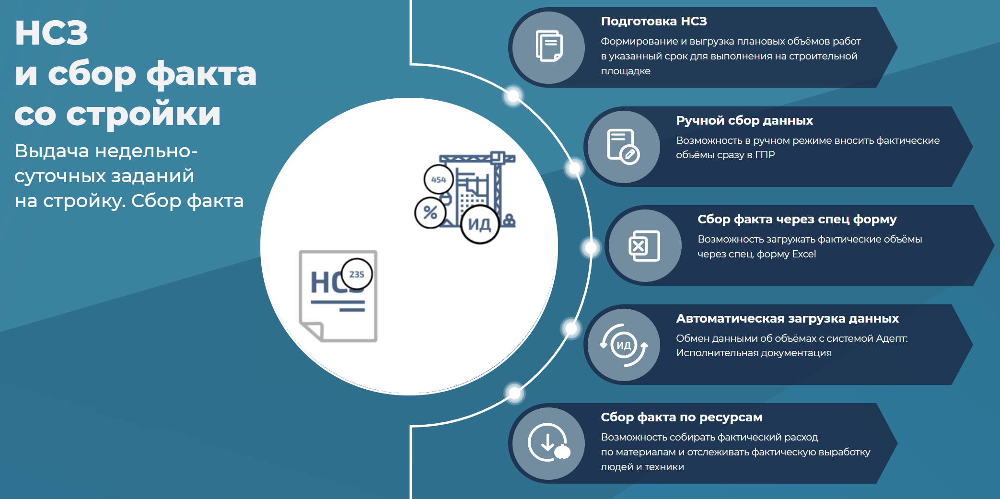 НСЗ
и сбор факта
со стройки
Выдача недельно-
суточных заданий
на стройку. Сбор факта
454
%
ИД
НСЗ
235
Подготовка НСЗ
Формирование и выгрузка плановых объёмов работ
в указанный срок для выполнения на строительной
площадке
Ручной сбор данных
Возможность в ручном режиме вносить фактические
объёмы сразу в ГПР
Сбор факта через спец форму
Возможность загружать фактические объёмы
через спец. форму Excel
Автоматическая загрузка данных
ИД
Обмен данными об объёмах с системой Адепт:
Исполнительная документация
Сбор факта по ресурсам
Возможность собирать фактический расход
по материалам и отслеживать фактическую выработку
людей и техники